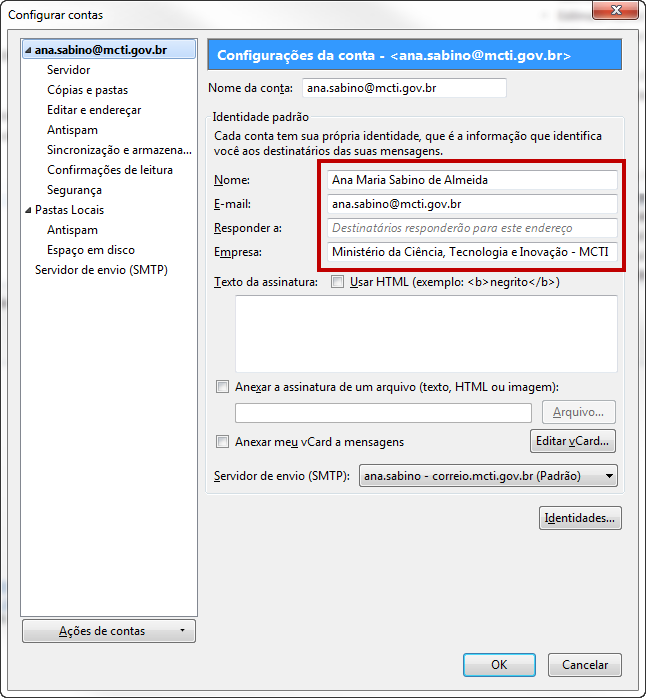 Configurar contas
ana.sabino@mcti.gov.br
Servidor
Cópias e pastas
Editar e endereçar
Antispam
Sincronização e armazena...
Confirmações de leitura
Segurança
Pastas Locais
Antispam
Espaço em disco
Servidor de envio (SMTP)
Ações de contas
Configurações da conta - <ana.sabino@mcti.gov.br>
Nome da conta: ana.sabino@mcti.gov.br
Identidade padrão
Cada conta tem sua própria identidade, que é a informação que identifica
você aos destinatários das suas mensagens.
Nome: Ana Maria Sabino de Almeida
E-mail: ana.sabino@mcti.gov.br
Responder a: Destinatários responderão para este endereço
Empresa: Ministério da Ciência, Tecnologia e Inovação - MCTI
Texto da assinatura: Usar HTML (exemplo: <b>negrito</b>)
Anexar a assinatura de um arquivo (texto, HTML ou imagem):
Arquivo...
Anexar meu vCard a mensagens Editar vCard...
Servidor de envio (SMTP): ana.sabino - correio.mcti.gov.br (Padrão)
Identidades...
OK Cancelar